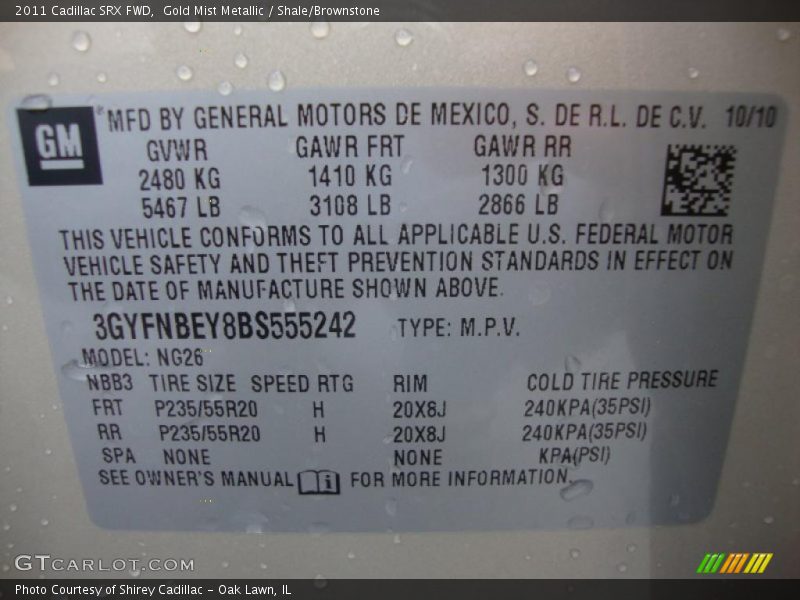 2011 Cadillac SRX FWD,  Gold Mist Metallic / Shale/Brownstone
GM
MFD BY GENERAL MOTORS DE MEXICO, S. DE R.L. DE C.V. 10/10
GVWR GAWR FRT GAWR RR
2480 KG 1410 KG 1300 KG
5467 LB 3108 LB 2866 LB
THIS VEHICLE CONFORMS TO ALL APPLICABLE U.S. FEDERAL MOTOR
VEHICLE SAFETY AND THEFT PREVENTION STANDARDS IN EFFECT ON
THE DATE OF MANUFACTURE SHOWN ABOVE.
3GYFNBEY8BS555242 TYPE: M.P.V.
MODEL: NG26
NBB3 TIRE SIZE SPEED RTG RIM COLD TIRE PRESSURE
FRT P235/55R20 H 20X8J 240KPA(35PSI)
RR P235/55R20 H 20X8J 240KPA(35PSI)
SPA NONE NONE KPA(PSI)
SEE OWNER'S MANUAL i FOR MORE INFORMATION.
GTCARLOT.COM
Photo Courtesy of Shirey Cadillac - Oak Lawn, IL